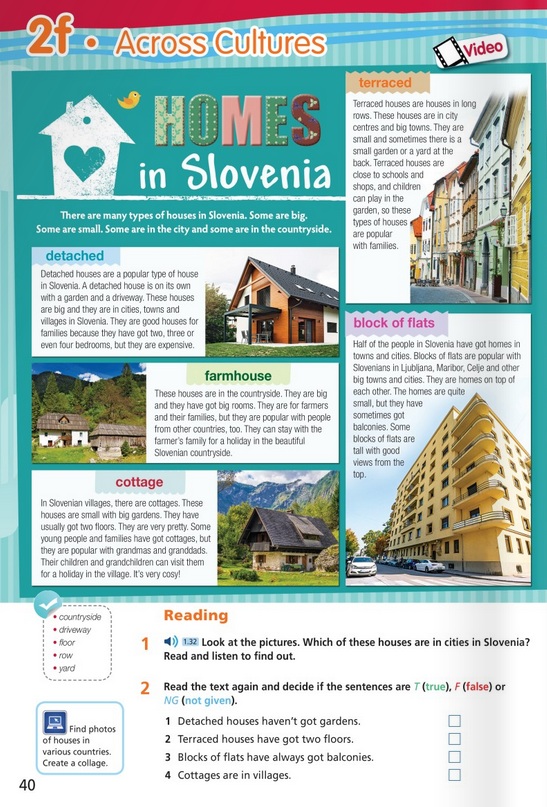 2f • Across Cultures
Video
HOMES
in Slovenia
There are many types of houses in Slovenia. Some are big.
Some are small. Some are in the city and some are in the countryside.
detached
Detached houses are a popular type of house
in Slovenia. A detached house is on its own
with a garden and a driveway. These houses
are big and they are in cities, towns and
villages in Slovenia. They are good houses for
families because they have got two, three or
even four bedrooms, but they are expensive.
farmhouse
These houses are in the countryside. They are big
and they have got big rooms. They are for farmers
and their families, but they are popular with people
from other countries, too. They can stay with the
farmer's family for a holiday in the beautiful
Slovenian countryside.
cottage
In Slovenian villages, there are cottages. These
houses are small with big gardens. They have
usually got two floors. They are very pretty. Some
young people and families have got cottages, but
they are popular with grandmas and granddads.
Their children and grandchildren can visit them
for a holiday in the village. It's very cosy!
terraced
Terraced houses are houses in long
rows. These houses are in city
centres and big towns. They are
small and sometimes there is a
small garden or a yard at the
back. Terraced houses are
close to schools and
shops, and children
can play in the
garden, so these
types of houses
are popular
with families.
block of flats
Half of the people in Slovenia have got homes in
towns and cities. Blocks of flats are popular with
Slovenians in Ljubljana, Maribor, Celje and other
big towns and cities. They are homes on top of
each other. The homes are quite
small, but they have
sometimes got
balconies. Some
blocks of flats are
tall with good
views from the
top.
• countryside
• driveway
• floor
• row
• yard
Find photos
of houses in
various countries.
Create a collage.
Reading
1 1.32 Look at the pictures. Which of these houses are in cities in Slovenia?
Read and listen to find out.
2 Read the text again and decide if the sentences are T (true), F (false) or
NG (not given).
1 Detached houses haven't got gardens.
2 Terraced houses have got two floors.
3 Blocks of flats have always got balconies.
4 Cottages are in villages.
40